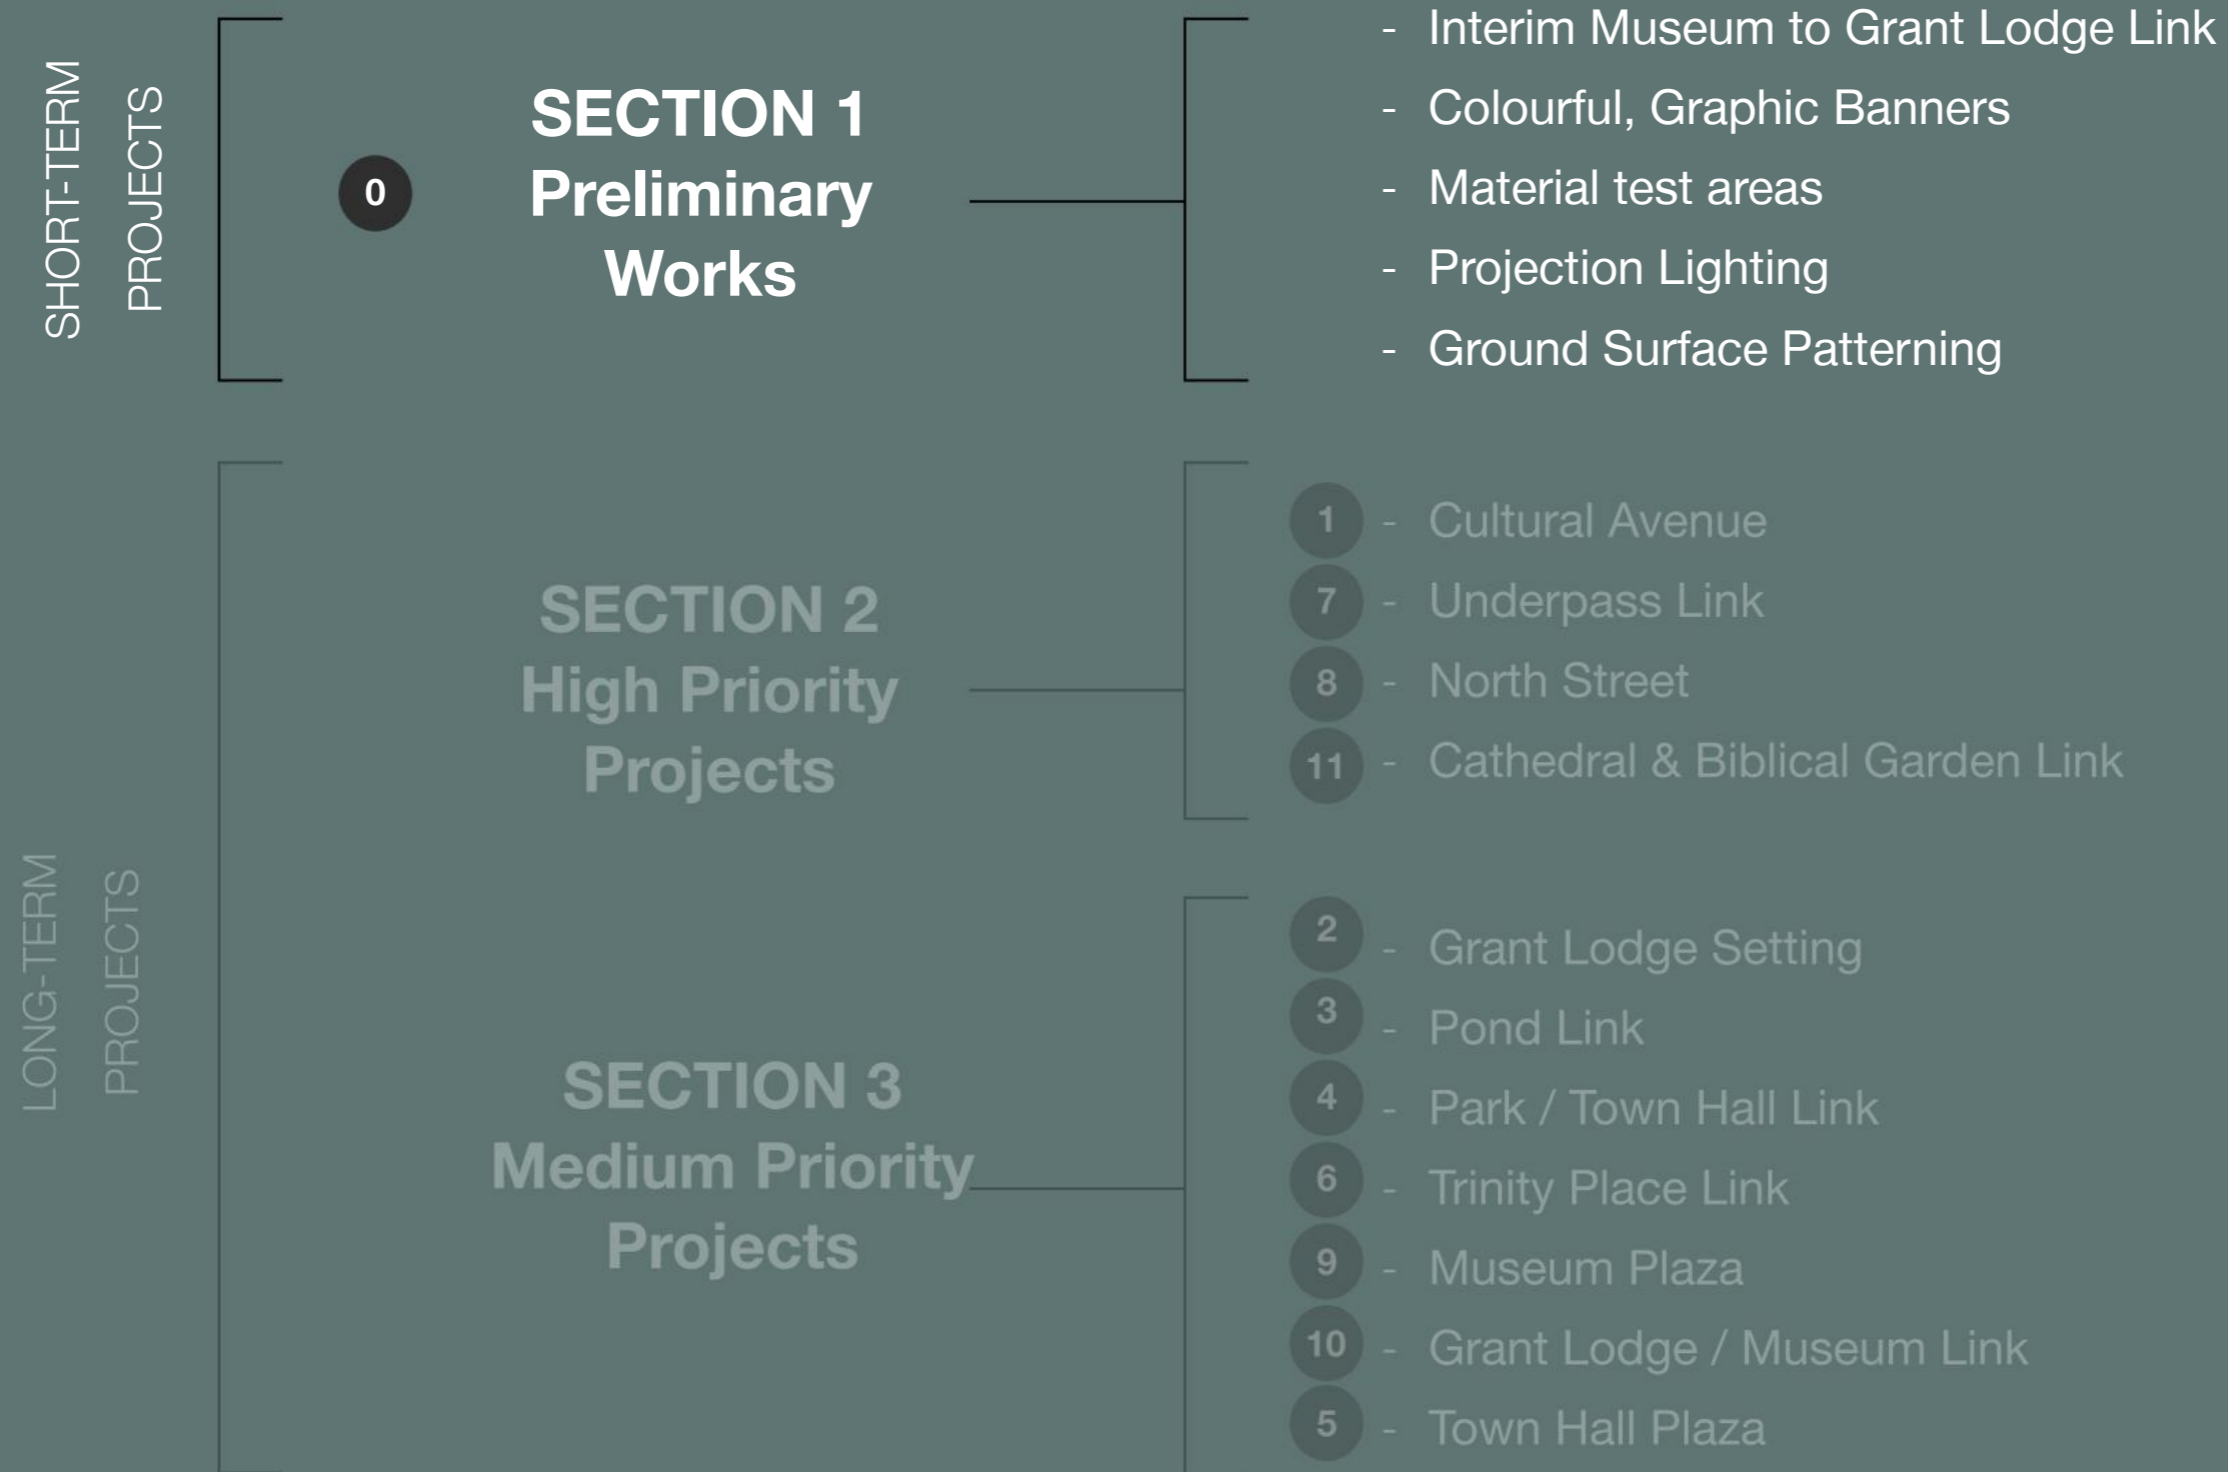 SHORT-TERM
PROJECTS
0
SECTION 1
Preliminary
Works
- Interim Museum to Grant Lodge Link
- Colourful, Graphic Banners
- Material test areas
- Projection Lighting
- Ground Surface Patterning
LONG-TERM
PROJECTS
SECTION 2
High Priority
Projects
1 - Cultural Avenue
7 - Underpass Link
8 - North Street
11 - Cathedral & Biblical Garden Link
SECTION 3
Medium Priority
Projects
2 - Grant Lodge Setting
3 - Pond Link
4 - Park / Town Hall Link
6 - Trinity Place Link
9 - Museum Plaza
10 - Grant Lodge / Museum Link
5 - Town Hall Plaza